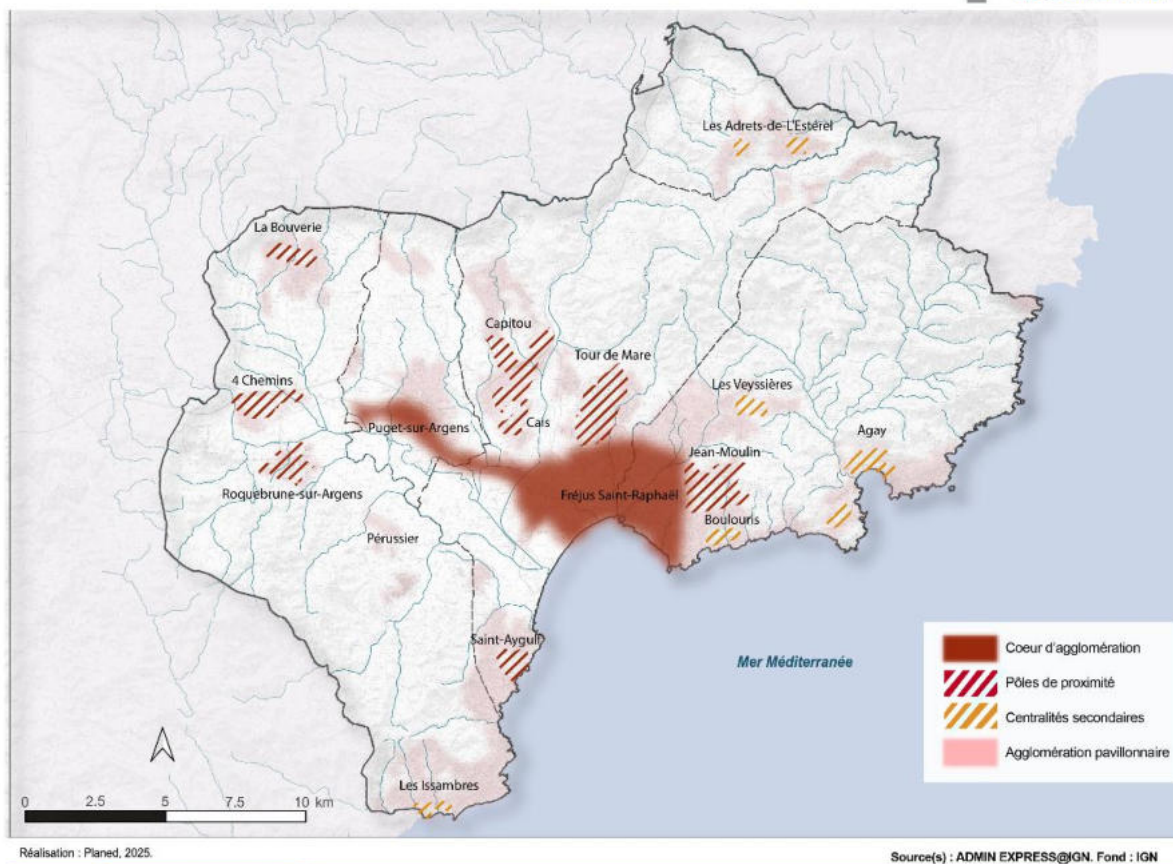 Les Adrets-de-L'Estérel
La Bouverie
Capitou
Tour de Mare
4 Chemins
Les Veyssières
Puget-sur-Argens
Cais
Agay
Jean-Moulin
Roquebrune-sur-Argens
Fréjus Saint-Raphaël
Boulouris
Pérussier
Saint-Aygulf
Mer Méditerranée
Coeur d'agglomération
Pôles de proximité
Centralités secondaires
Agglomération pavillonnaire
Les Issambres
0 2.5 5 7.5 10 km
Réalisation : Planed, 2025.
Source(s) : ADMIN EXPRESS@IGN. Fond : IGN